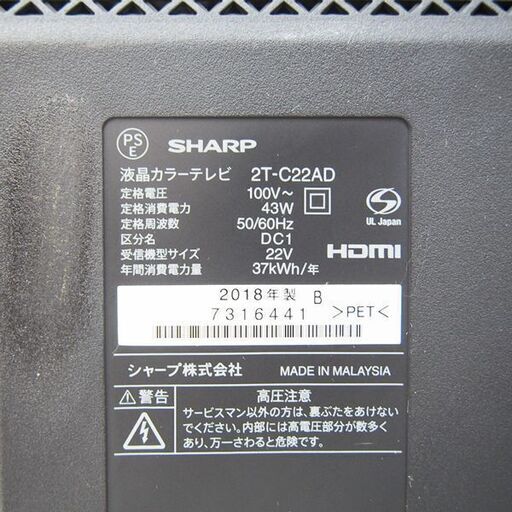 PS
E
SHARP
液晶カラーテレビ 2T-C22AD
定格電圧 100V～
定格消費電力 43W
定格周波数 50/60Hz
区分名 DC1
受信機型サイズ 22V
年間消費電力量 37kWh/年
S
UL Japan
HDMI
2018年製 B
7316441
>PET<
シャープ株式会社 MADE IN MALAYSIA
⚠警告 高圧注意
サービスマン以外の方は、裏ぶたをあけない
でください。内部には高電圧部分が数多く
あり、万一さわると危険です。